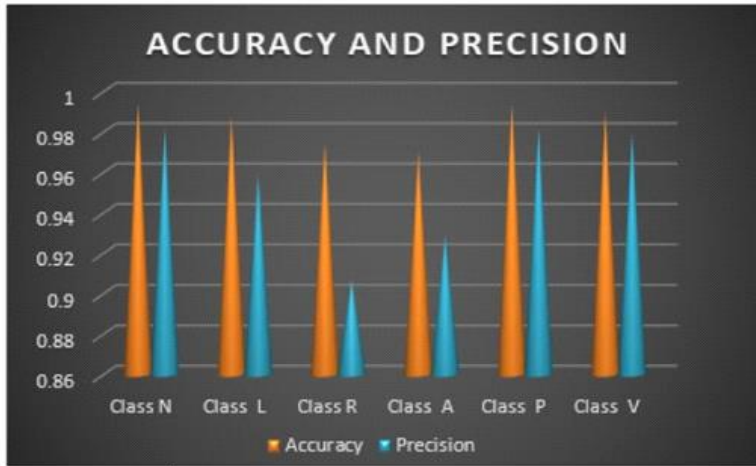 ACCURACY AND PRECISION
1
0.98
0.96
0.94
0.92
0.9
0.88
0.86
Class N Class L Class R Class A Class P Class V
Accuracy Precision